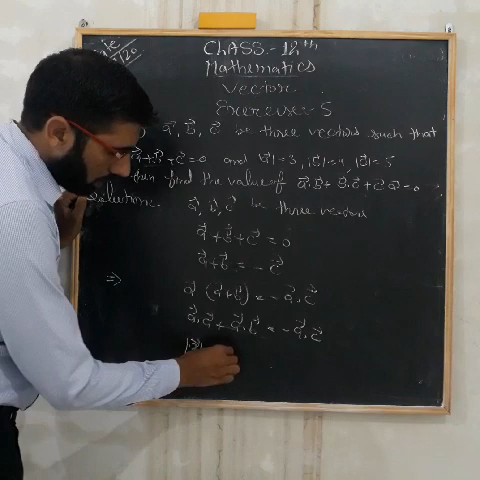 CLASS - 12th
Mathematics
Vector
Exercise - 5
a⃗, b⃗, c⃗ be three vectors such that
a⃗ + b⃗ + c⃗ = 0 and |a⃗| = 3, |b⃗| = 4, |c⃗| = 5
then find the value of a⃗.b⃗ + b⃗.c⃗ + c⃗.a⃗ = 0
Solution a⃗, b⃗, c⃗ be three vectors
a⃗ + b⃗ + c⃗ = 0
a⃗ + b⃗ = - c⃗
⇒ a⃗ (a⃗ + b⃗) = - a⃗.c⃗
a⃗.a⃗ + a⃗.b⃗ = - a⃗.c⃗